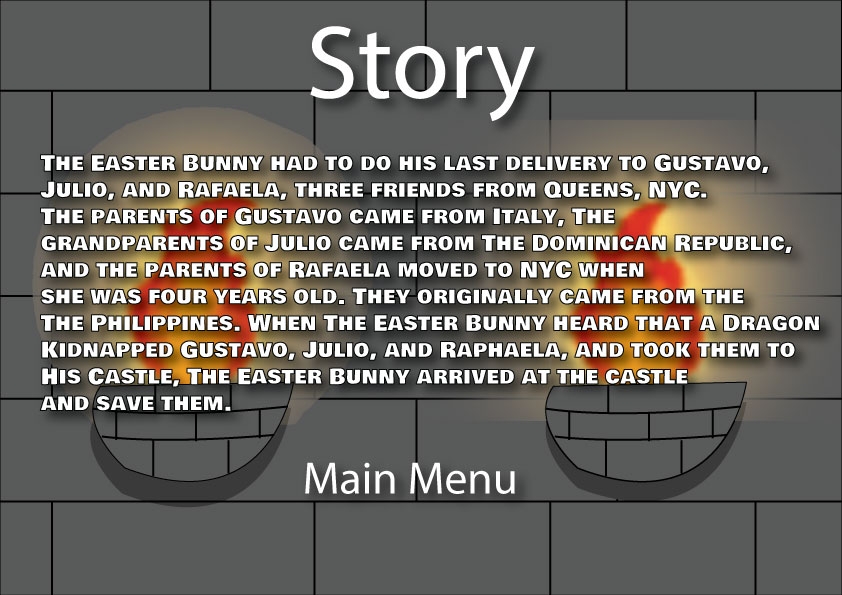 Story
The Easter Bunny had to do his last delivery to Gustavo,
Julio, and Rafaela, three friends from Queens, NYC.
The parents of Gustavo came from Italy, The
grandparents of Julio came from The Dominican Republic,
and the parents of Rafaela moved to NYC when
she was four years old. They originally came from the
The Philippines. When The Easter Bunny heard that a Dragon
Kidnapped Gustavo, Julio, and Raphaela, and took them to
His Castle, The Easter Bunny arrived at the castle
and save them.
Main Menu